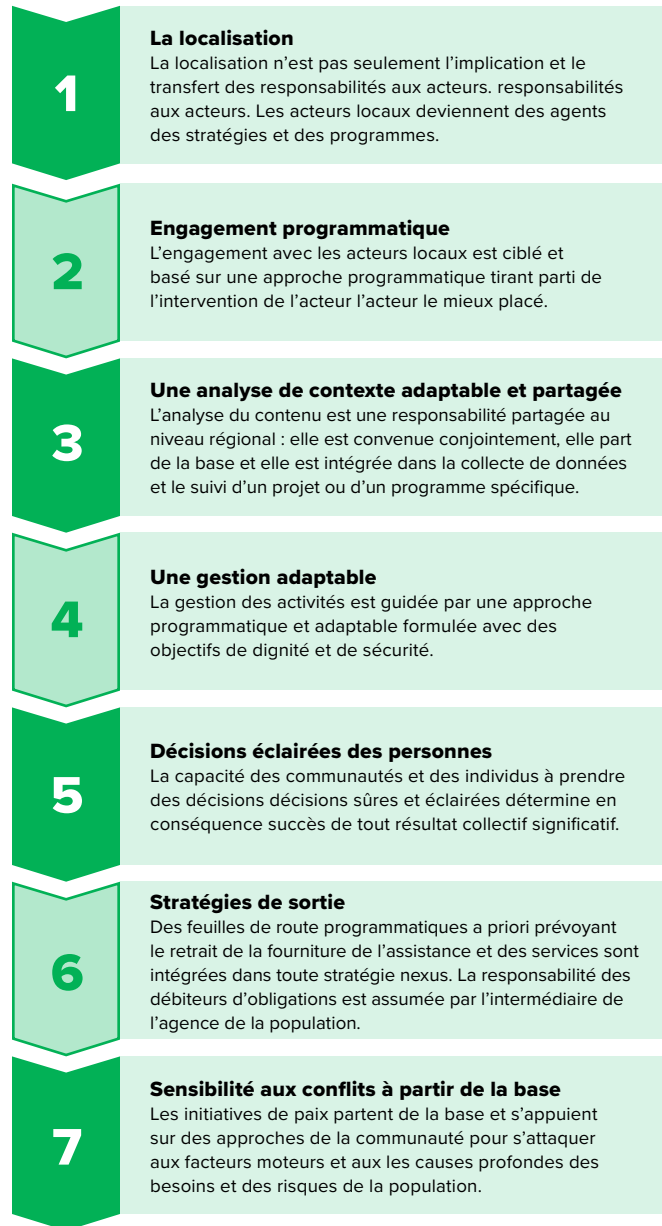 1
La localisation
La localisation n'est pas seulement l'implication et le
transfert des responsabilités aux acteurs. responsabilités
aux acteurs. Les acteurs locaux deviennent des agents
des stratégies et des programmes.
2
Engagement programmatique
L'engagement avec les acteurs locaux est ciblé et
basé sur une approche programmatique tirant parti de
l'intervention de l'acteur l'acteur le mieux placé.
3
Une analyse de contexte adaptable et partagée
L'analyse du contenu est une responsabilité partagée au
niveau régional : elle est convenue conjointement, elle part
de la base et elle est intégrée dans la collecte de données
et le suivi d'un projet ou d'un programme spécifique.
4
Une gestion adaptable
La gestion des activités est guidée par une approche
programmatique et adaptable formulée avec des
objectifs de dignité et de sécurité.
5
Décisions éclairées des personnes
La capacité des communautés et des individus à prendre
des décisions décisions sûres et éclairées détermine en
conséquence succès de tout résultat collectif significatif.
6
Stratégies de sortie
Des feuilles de route programmatiques a priori prévoyant
le retrait de la fourniture de l'assistance et des services sont
intégrées dans toute stratégie nexus. La responsabilité des
débiteurs d'obligations est assumée par l'intermédiaire de
l'agence de la population.
7
Sensibilité aux conflits à partir de la base
Les initiatives de paix partent de la base et s'appuient
sur des approches de la communauté pour s'attaquer
aux facteurs moteurs et aux les causes profondes des
besoins et des risques de la population.